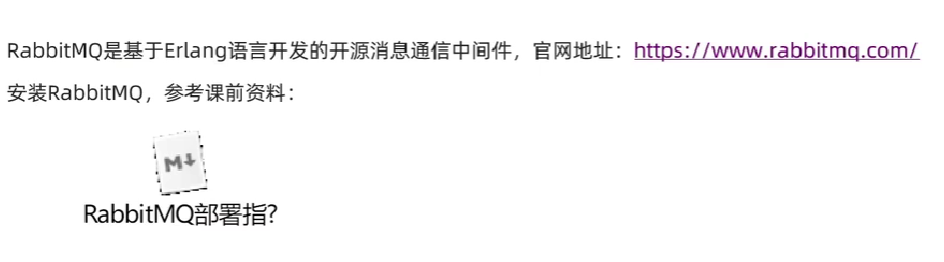 RabbitMQ是基于Erlang语言开发的开源消息通信中间件，官网地址：https://www.rabbitmq.com/
安装RabbitMQ，参考课前资料：
M↓
RabbitMQ部署指?